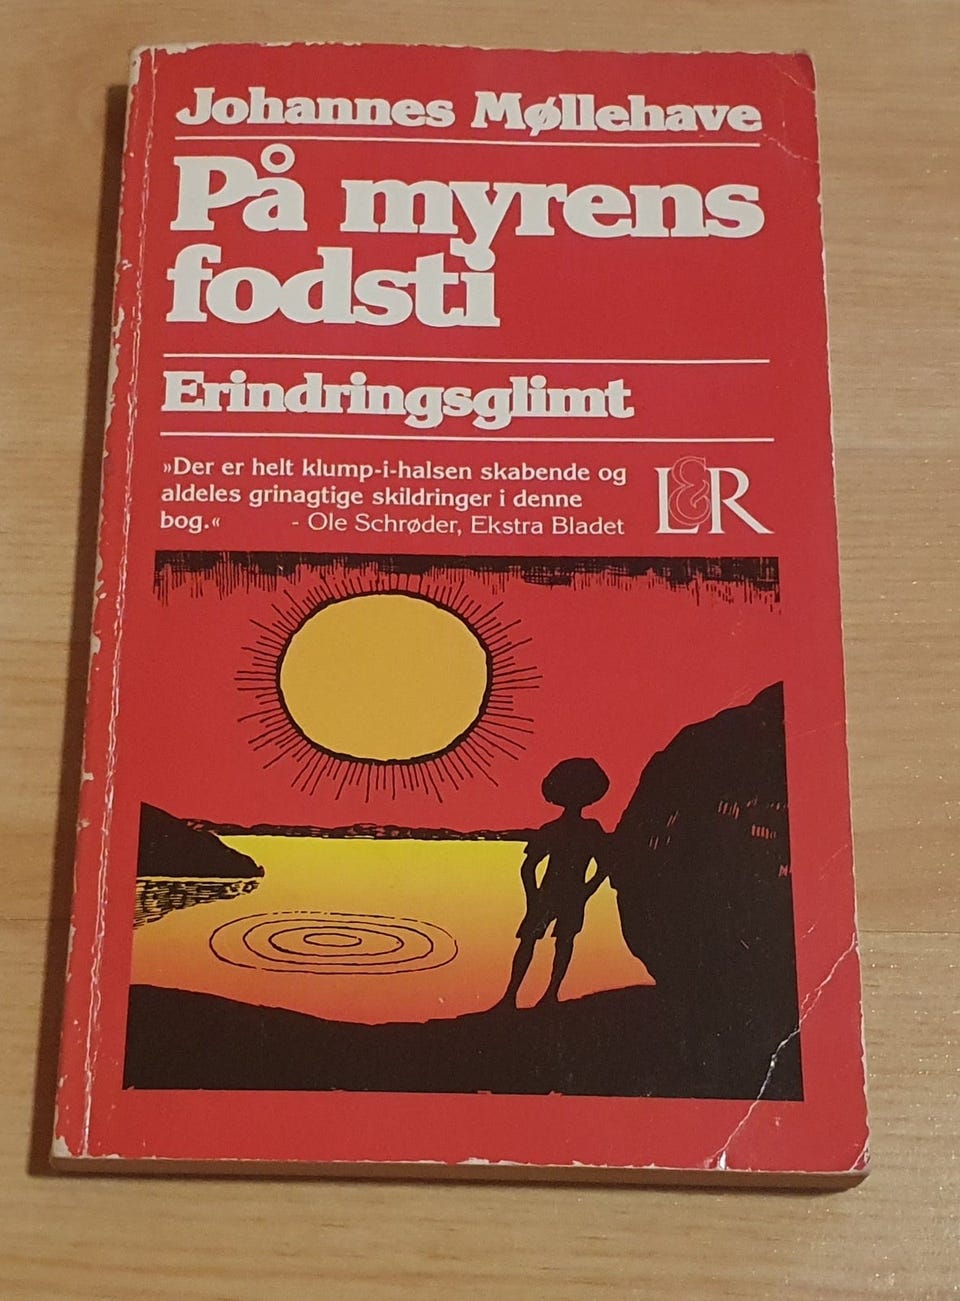 Johannes Møllehave
På myrens
fodsti
Erindringsglimt
»Der er helt klump-i-halsen skabende og
aldeles grinagtige skildringer i denne
bog.« - Ole Schrøder, Ekstra Bladet
L&R